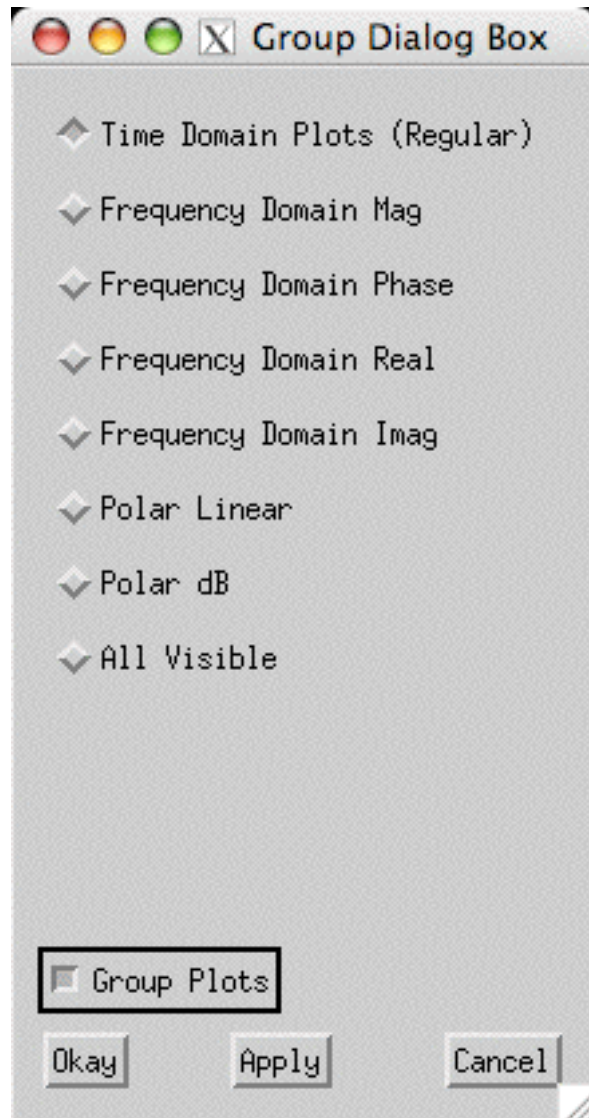 Group Dialog Box
Time Domain Plots (Regular)
Frequency Domain Mag
Frequency Domain Phase
Frequency Domain Real
Frequency Domain Imag
Polar Linear
Polar dB
All Visible
Group Plots
Okay Apply Cancel